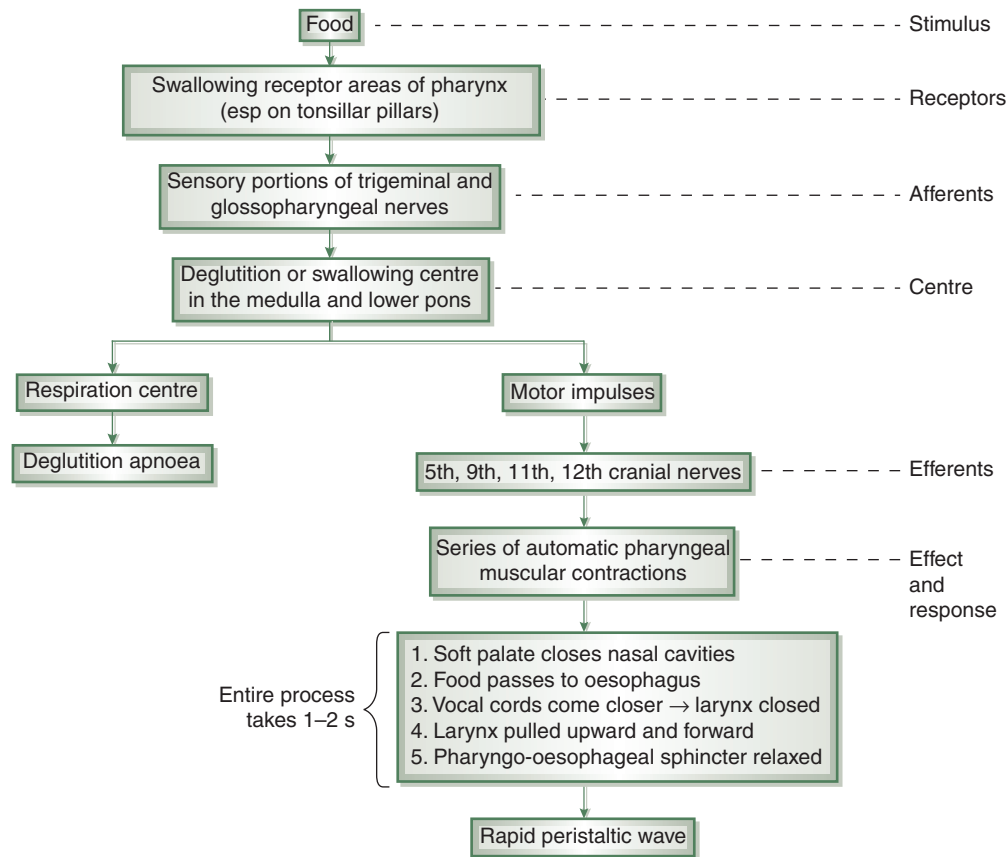 Food
Stimulus
Swallowing receptor areas of pharynx
(esp on tonsillar pillars)
Receptors
Sensory portions of trigeminal and
glossopharyngeal nerves
Afferents
Deglutition or swallowing centre
in the medulla and lower pons
Centre
Respiration centre
Motor impulses
Deglutition apnoea
5th, 9th, 11th, 12th cranial nerves
Efferents
Series of automatic pharyngeal
muscular contractions
Effect
and
response
Entire process
takes 1–2 s
1. Soft palate closes nasal cavities
2. Food passes to oesophagus
3. Vocal cords come closer → larynx closed
4. Larynx pulled upward and forward
5. Pharyngo-oesophageal sphincter relaxed
Rapid peristaltic wave